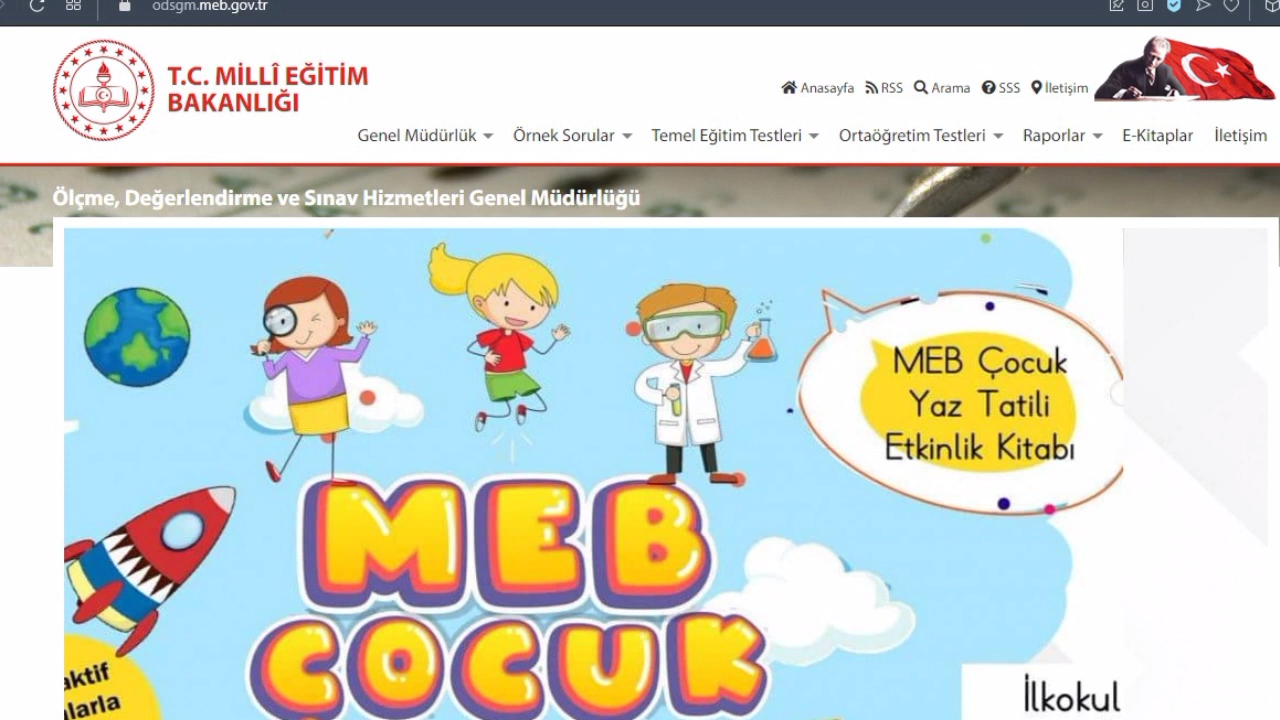 odsgm.meb.gov.tr
T.C. MİLLÎ EĞİTİM
BAKANLIĞI
Anasayfa RSS Arama SSS İletişim
Genel Müdürlük Örnek Sorular Temel Eğitim Testleri Ortaöğretim Testleri Raporlar E-Kitaplar İletişim
Ölçme, Değerlendirme ve Sınav Hizmetleri Genel Müdürlüğü
MEB Çocuk
Yaz Tatili
Etkinlik Kitabı
MEB
ÇOCUK
aktif
larla
İlkokul